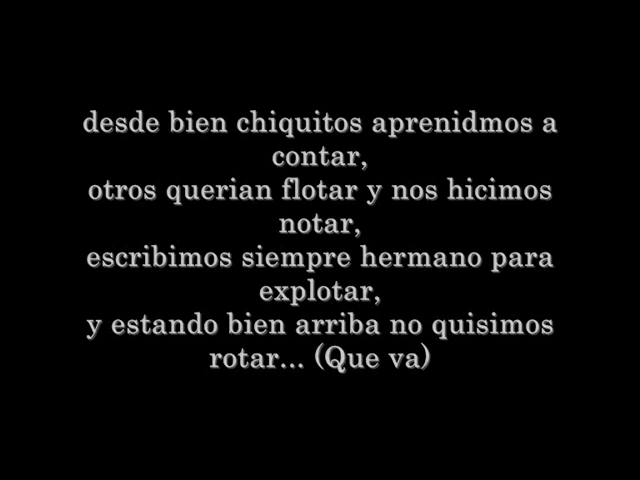 desde bien chiquitos aprenidmos a
contar,
otros querian flotar y nos hicimos
notar,
escribimos siempre hermano para
explotar,
y estando bien arriba no quisimos
rotar... (Que va)